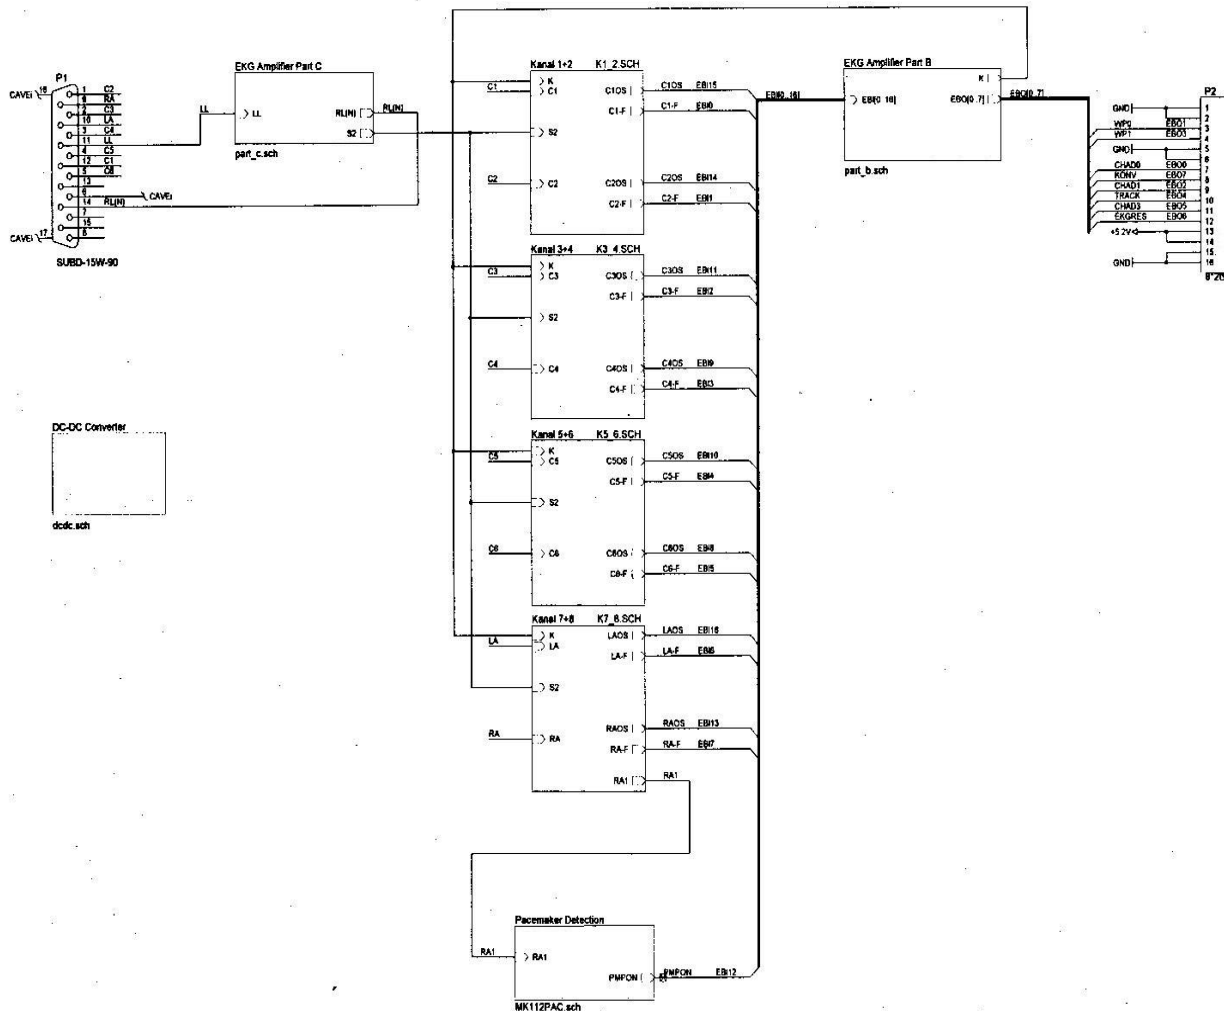 P1
CAVEi
16
1 C2
9 RA
2 C3
10 LA
3 C4
11 LL
4 C5
12 C1
5 C6
13
6
CAVEi
14 RL(N)
7
15
8
CAVEi
17
SUBD-15W-90
EKG Amplifier Part C
LL
LL
RL(N)
RL(N)
S2
part_c.sch
DC-DC Converter
dcdc.sch
Kanal 1+2 K1_2.SCH
K
C1
C1
C1OS C1OS EBI15
C1-F C1-F EBI0
S2
C2
C2
C2OS C2OS EBI14
C2-F C2-F EBI1
Kanal 3+4 K3_4.SCH
K
C3
C3
C3OS C3OS EBI11
C3-F C3-F EBI2
S2
C4
C4
C4OS C4OS EBI9
C4-F C4-F EBI3
Kanal 5+6 K5_6.SCH
K
C5
C5
C5OS C5OS EBI10
C5-F C5-F EBI4
S2
C6
C6
C6OS C6OS EBI8
C6-F C6-F EBI5
Kanal 7+8 K7_8.SCH
K
LA
LA
LAOS LAOS EBI16
LA-F LA-F EBI6
S2
RA
RA
RAOS RAOS EBI13
RA-F RA-F EBI7
RA1 RA1
Pacemaker Detection
RA1
RA1
PMPON PMPON EBI12
MK112PAC.sch
EKG Amplifier Part B
K
EBI[0..16]
EBI[0..16]
EBO[0..7]
EBO[0..7]
part_b.sch
P2
GND 1
2
WP0 EBO1 3
WP1 EBO3 4
GND 5
6
CHAD0 EBO0 7
KONV EBO7 8
CHAD1 EBO2 9
TRACK EBO4 10
CHAD3 EBO5 11
EKGRES EBO6 12
+5.2V 13
14
15
GND 16